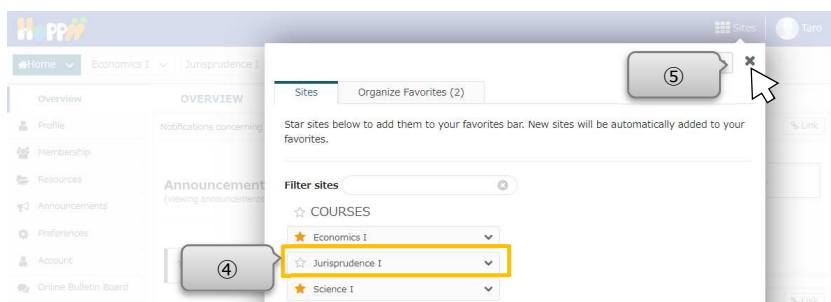 Hoppii
Sites
Taro
Home
Economics I
Jurisprudence I
⑤
Overview
OVERVIEW
Sites
Organize Favorites (2)
Profile
Notifications concerning
Star sites below to add them to your favorites bar. New sites will be automatically added to your
favorites.
Link
Membership
Resources
Announcement
Filter sites
Announcements
(viewing announcements
COURSES
Preferences
Economics I
Account
④
Jurisprudence I
Online Bulletin Board
Science I
Link